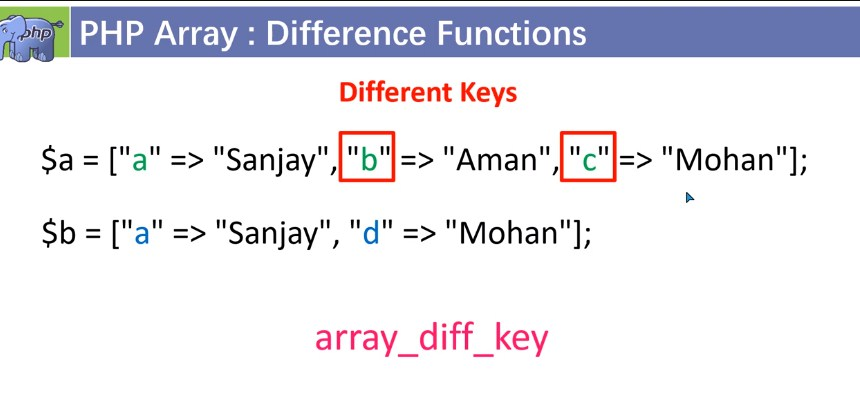 php
PHP Array : Difference Functions
Different Keys
$a = ["a" => "Sanjay", "b" => "Aman", "c" => "Mohan"];
$b = ["a" => "Sanjay", "d" => "Mohan"];
array_diff_key